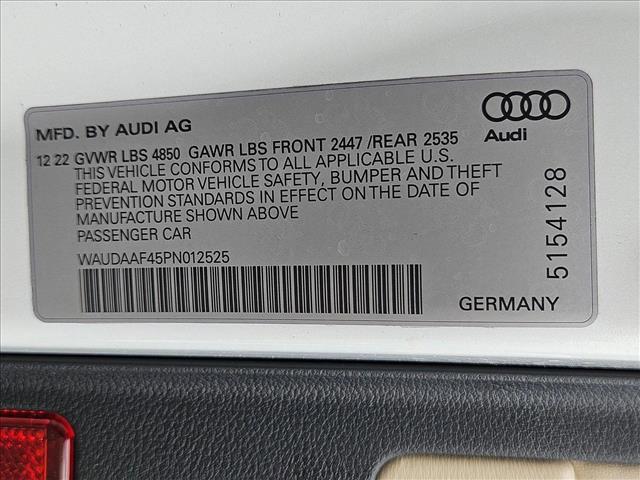 MFD. BY AUDI AG
Audi
12 22 GVWR LBS 4850 GAWR LBS FRONT 2447 /REAR 2535
THIS VEHICLE CONFORMS TO ALL APPLICABLE U.S.
FEDERAL MOTOR VEHICLE SAFETY, BUMPER AND THEFT
PREVENTION STANDARDS IN EFFECT ON THE DATE OF
MANUFACTURE SHOWN ABOVE
PASSENGER CAR
WAUDAAF45PN012525
5154128
GERMANY